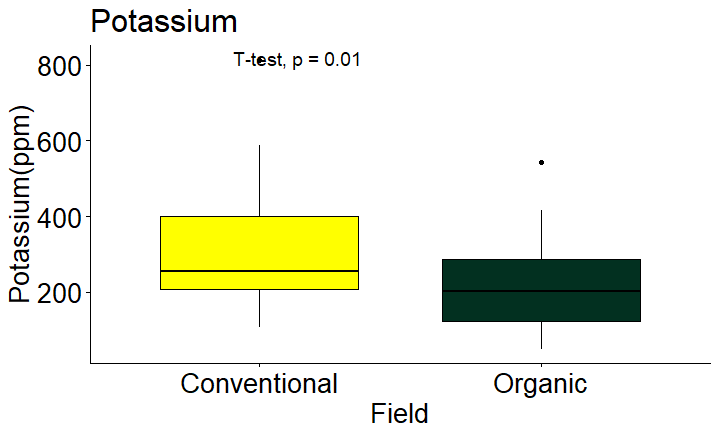 Potassium
T-test, p = 0.01
Potassium(ppm)
800
600
400
200
Conventional
Organic
Field